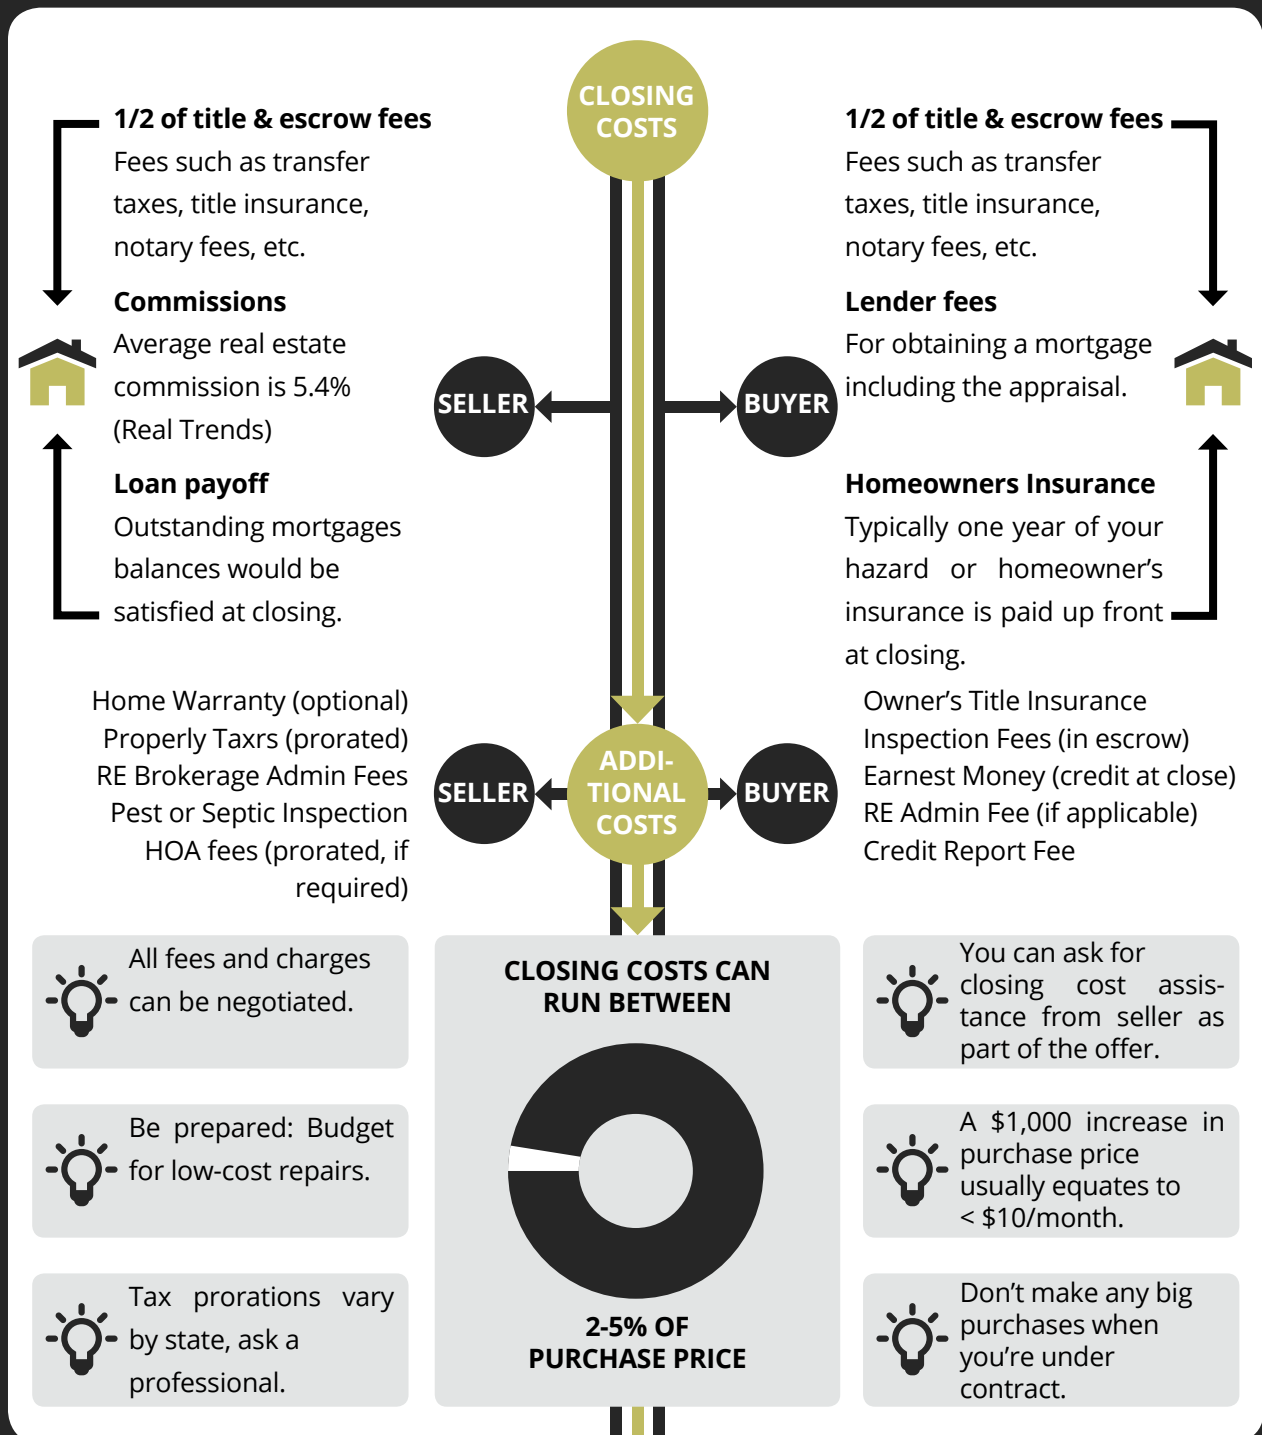 CLOSING
COSTS
1/2 of title & escrow fees
Fees such as transfer
taxes, title insurance,
notary fees, etc.
Commissions
Average real estate
commission is 5.4%
(Real Trends)
Loan payoff
Outstanding mortgages
balances would be
satisfied at closing.
SELLER
BUYER
1/2 of title & escrow fees
Fees such as transfer
taxes, title insurance,
notary fees, etc.
Lender fees
For obtaining a mortgage
including the appraisal.
Homeowners Insurance
Typically one year of your
hazard or homeowner’s
insurance is paid up front
at closing.
Home Warranty (optional)
Properly Taxrs (prorated)
RE Brokerage Admin Fees
Pest or Septic Inspection
HOA fees (prorated, if
required)
SELLER
ADDI-
TIONAL
COSTS
BUYER
Owner’s Title Insurance
Inspection Fees (in escrow)
Earnest Money (credit at close)
RE Admin Fee (if applicable)
Credit Report Fee
All fees and charges
can be negotiated.
Be prepared: Budget
for low-cost repairs.
Tax prorations vary
by state, ask a
professional.
CLOSING COSTS CAN
RUN BETWEEN
2-5% OF
PURCHASE PRICE
You can ask for
closing cost assis-
tance from seller as
part of the offer.
A $1,000 increase in
purchase price
usually equates to
< $10/month.
Don’t make any big
purchases when
you’re under
contract.